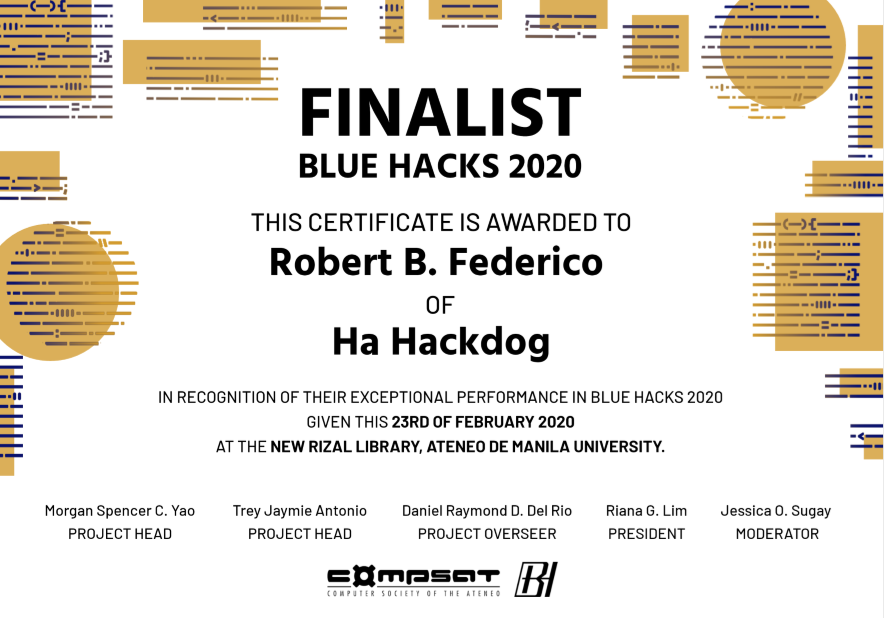 FINALIST
BLUE HACKS 2020
THIS CERTIFICATE IS AWARDED TO
Robert B. Federico
OF
Ha Hackdog
IN RECOGNITION OF THEIR EXCEPTIONAL PERFORMANCE IN BLUE HACKS 2020
GIVEN THIS 23RD OF FEBRUARY 2020
AT THE NEW RIZAL LIBRARY, ATENEO DE MANILA UNIVERSITY.
Morgan Spencer C. Yao
PROJECT HEAD
Trey Jaymie Antonio
PROJECT HEAD
Daniel Raymond D. Del Rio
PROJECT OVERSEER
Riana G. Lim
PRESIDENT
Jessica O. Sugay
MODERATOR
COMPSAT
COMPUTER SOCIETY OF THE ATENEO
BH